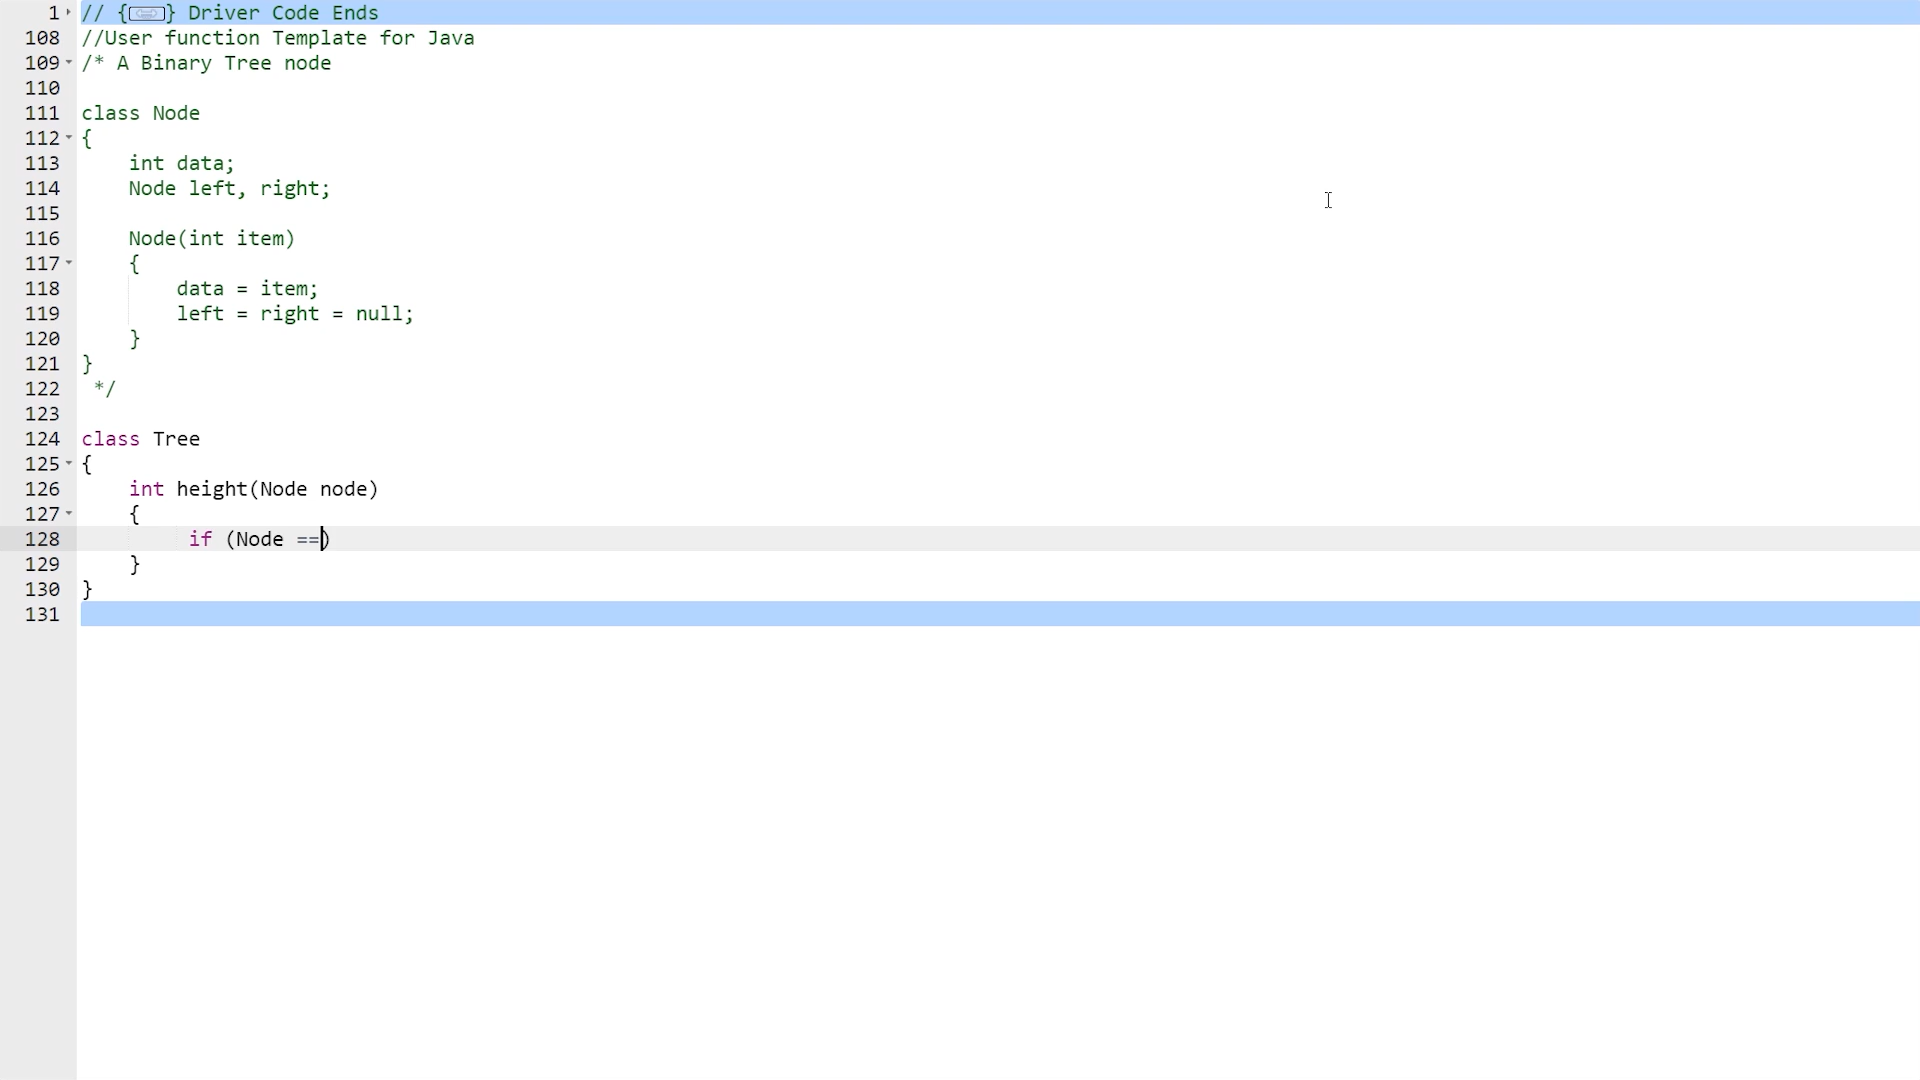 1 // {...} Driver Code Ends
108 //User function Template for Java
109 /* A Binary Tree node
110
111 class Node
112 {
113     int data;
114     Node left, right;
115
116     Node(int item)
117     {
118         data = item;
119         left = right = null;
120     }
121 }
122  */
123
124 class Tree
125 {
126     int height(Node node)
127     {
128          if (Node ==)
129     }
130 }
131